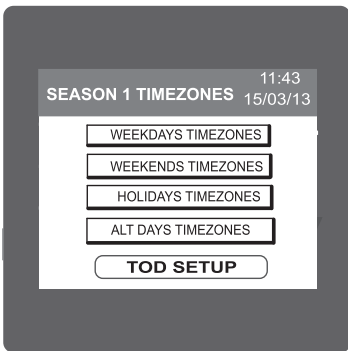 11:43
SEASON 1 TIMEZONES 15/03/13
WEEKDAYS TIMEZONES
WEEKENDS TIMEZONES
HOLIDAYS TIMEZONES
ALT DAYS TIMEZONES
TOD SETUP